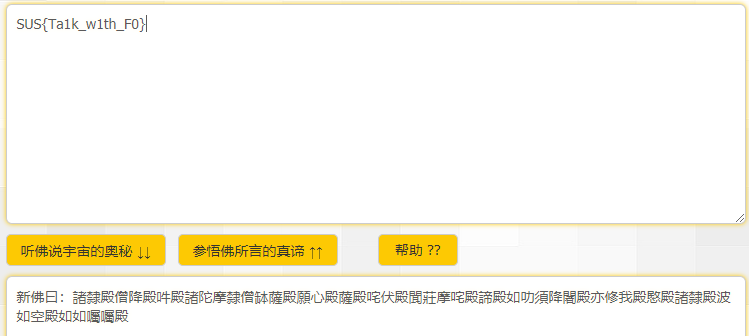 SUS{Ta1k_w1th_F0}
听佛说宇宙的奥秘 ↓↓ 参悟佛所言的真谛 ↑↑ 帮助 ??
新佛曰：諸隸殿僧降殿吽殿諸陀摩隸僧缽薩殿願心殿薩殿咤伏殿聞莊摩咤殿諦殿如叻須降闍殿亦修我殿愍殿諸隸殿波
如空殿如如囑囑殿